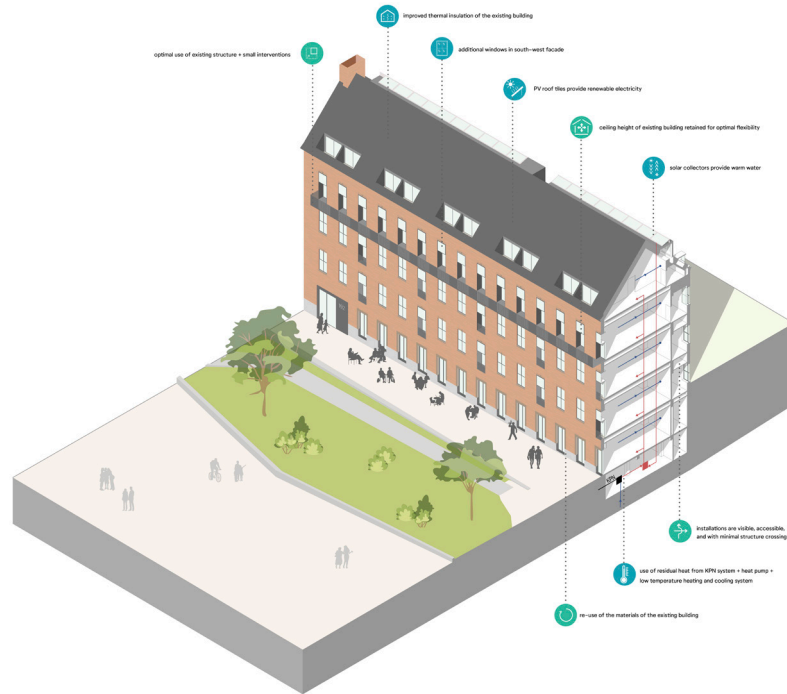 improved thermal insulation of the existing building
optimal use of existing structure + small interventions
additional windows in south-west facade
PV roof tiles provide renewable electricity
ceiling height of existing building retained for optimal flexibility
solar collectors provide warm water
KPN
installations are visible, accessible,
and with minimal structure crossing
use of residual heat from KPN system + heat pump +
low temperature heating and cooling system
re-use of the materials of the existing building